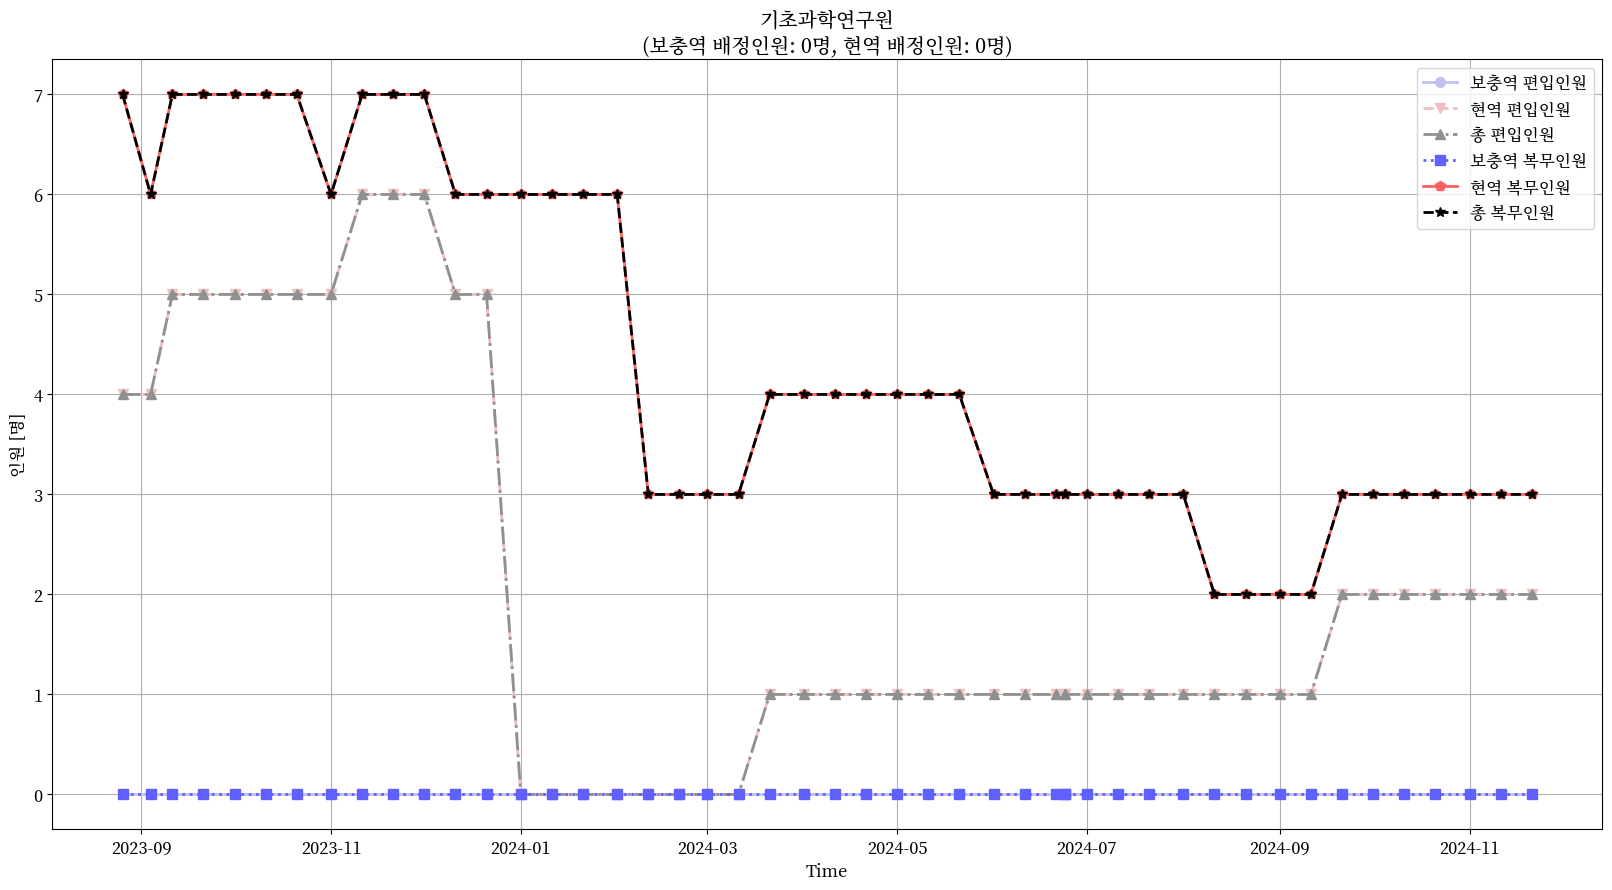 기초과학연구원
(보충역 배정인원: 0명, 현역 배정인원: 0명)
보충역 편입인원
현역 편입인원
총 편입인원
보충역 복무인원
현역 복무인원
총 복무인원
인원 [명]
7
6
5
4
3
2
1
0
2023-09
2023-11
2024-01
2024-03
2024-05
2024-07
2024-09
2024-11
Time